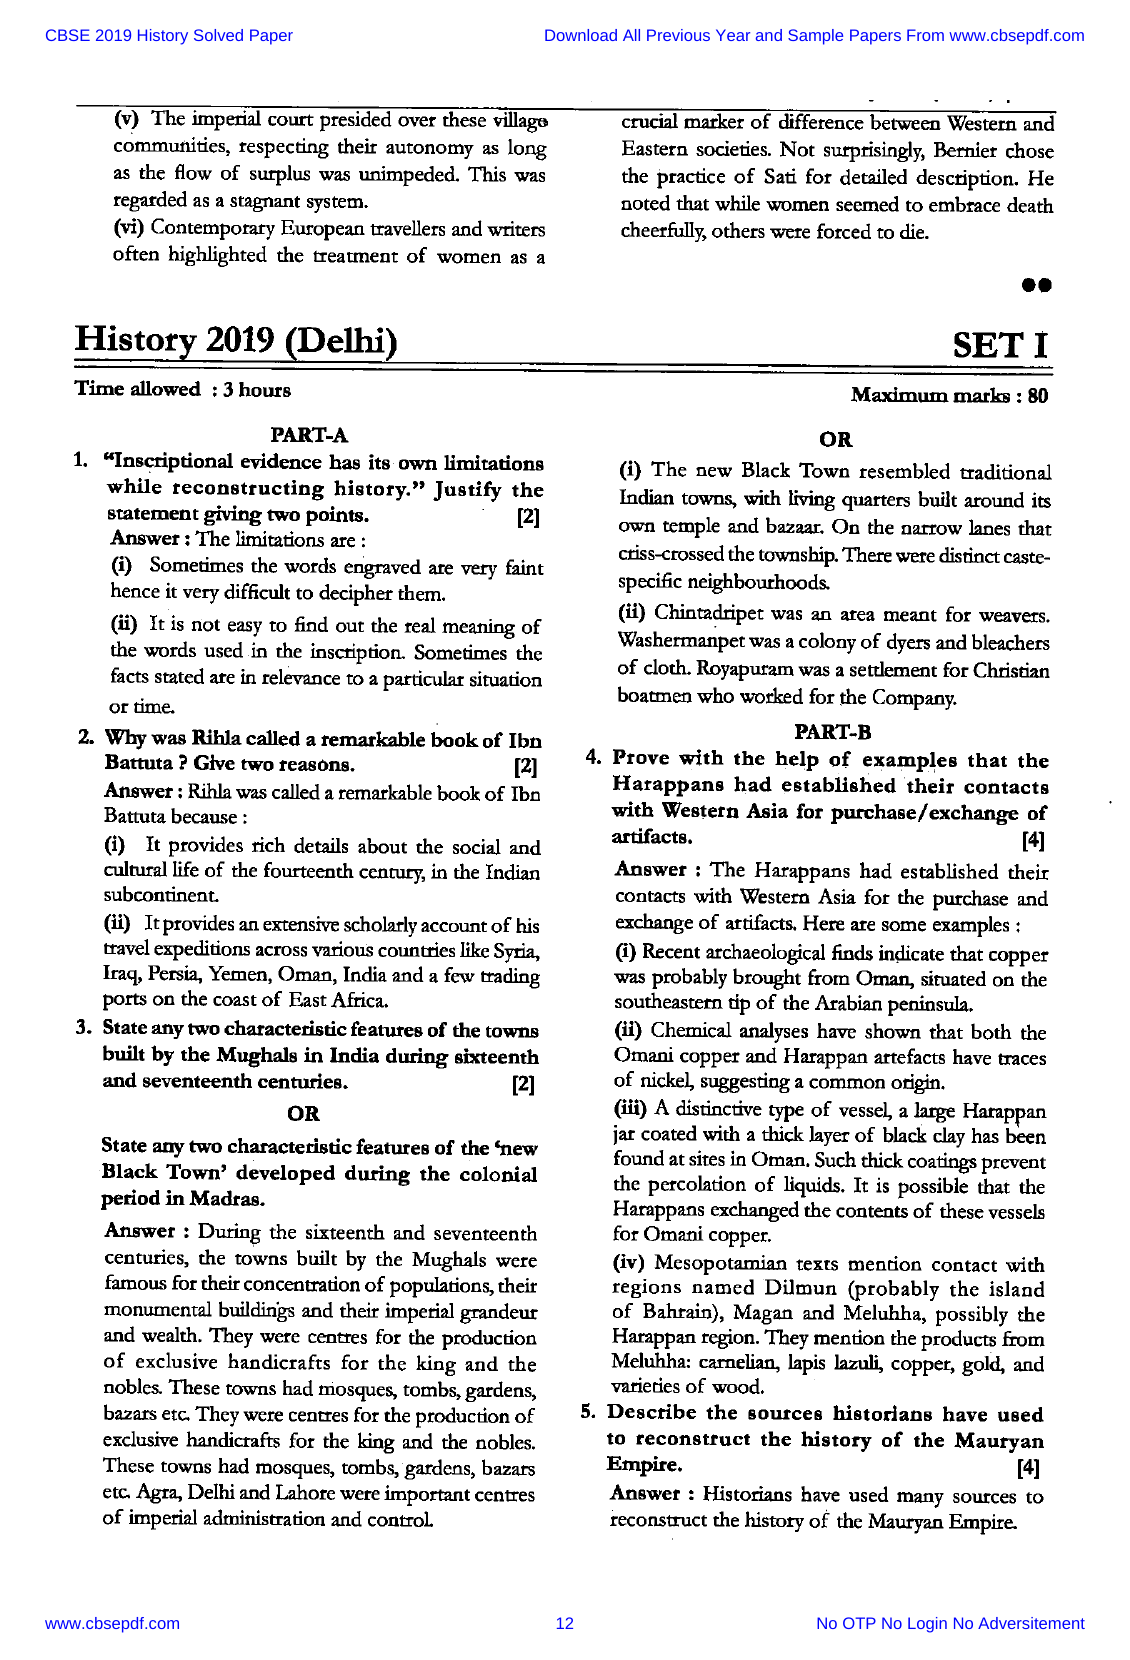 CBSE 2019 History Solved Paper
Download All Previous Year and Sample Papers From www.cbsepdf.com
(v) The imperial court presided over these village
communities, respecting their autonomy as long
as the flow of surplus was unimpeded. This was
regarded as a stagnant system.
(vi) Contemporary European travellers and writers
often highlighted the treatment of women as a
crucial marker of difference between Western and
Eastern societies. Not surprisingly, Bernier chose
the practice of Sati for detailed description. He
noted that while women seemed to embrace death
cheerfully, others were forced to die.
History 2019 (Delhi)
SET I
Time allowed : 3 hours
Maximum marks : 80
PART-A
1. “Inscriptional evidence has its own limitations
while reconstructing history.” Justify the
statement giving two points. [2]
Answer : The limitations are :
(i) Sometimes the words engraved are very faint
hence it very difficult to decipher them.
(ii) It is not easy to find out the real meaning of
the words used in the inscription. Sometimes the
facts stated are in relevance to a particular situation
or time.
2. Why was Rihla called a remarkable book of Ibn
Battuta ? Give two reasons. [2]
Answer : Rihla was called a remarkable book of Ibn
Battuta because :
(i) It provides rich details about the social and
cultural life of the fourteenth century, in the Indian
subcontinent.
(ii) It provides an extensive scholarly account of his
travel expeditions across various countries like Syria,
Iraq, Persia, Yemen, Oman, India and a few trading
ports on the coast of East Africa.
3. State any two characteristic features of the towns
built by the Mughals in India during sixteenth
and seventeenth centuries. [2]
OR
State any two characteristic features of the ‘new
Black Town’ developed during the colonial
period in Madras.
Answer : During the sixteenth and seventeenth
centuries, the towns built by the Mughals were
famous for their concentration of populations, their
monumental buildings and their imperial grandeur
and wealth. They were centres for the production
of exclusive handicrafts for the king and the
nobles. These towns had mosques, tombs, gardens,
bazars etc. They were centres for the production of
exclusive handicrafts for the king and the nobles.
These towns had mosques, tombs, gardens, bazars
etc. Agra, Delhi and Lahore were important centres
of imperial administration and control.
OR
(i) The new Black Town resembled traditional
Indian towns, with living quarters built around its
own temple and bazaar. On the narrow lanes that
criss-crossed the township. There were distinct caste-
specific neighbourhoods.
(ii) Chintadripet was an area meant for weavers.
Washermanpet was a colony of dyers and bleachers
of cloth. Royapuram was a settlement for Christian
boatmen who worked for the Company.
PART-B
4. Prove with the help of examples that the
Harappans had established their contacts
with Western Asia for purchase/exchange of
artifacts. [4]
Answer : The Harappans had established their
contacts with Western Asia for the purchase and
exchange of artifacts. Here are some examples :
(i) Recent archaeological finds indicate that copper
was probably brought from Oman, situated on the
southeastern tip of the Arabian peninsula.
(ii) Chemical analyses have shown that both the
Omani copper and Harappan artefacts have traces
of nickel, suggesting a common origin.
(iii) A distinctive type of vessel, a large Harappan
jar coated with a thick layer of black clay has been
found at sites in Oman. Such thick coatings prevent
the percolation of liquids. It is possible that the
Harappans exchanged the contents of these vessels
for Omani copper.
(iv) Mesopotamian texts mention contact with
regions named Dilmun (probably the island
of Bahrain), Magan and Meluhha, possibly the
Harappan region. They mention the products from
Meluhha: carnelian, lapis lazuli, copper, gold, and
varieties of wood.
5. Describe the sources historians have used
to reconstruct the history of the Mauryan
Empire. [4]
Answer : Historians have used many sources to
reconstruct the history of the Mauryan Empire.
www.cbsepdf.com
12
No OTP No Login No Adversitement